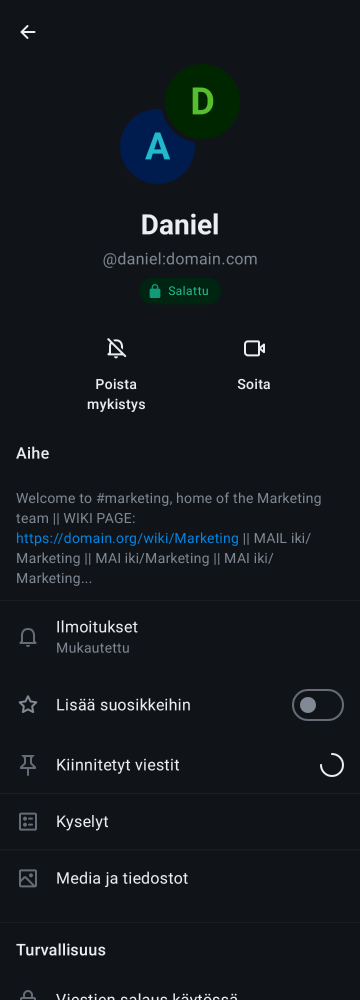 D
A
Daniel
@daniel:domain.com
Salattu
Poista
mykistys
Soita
Aihe
Welcome to #marketing, home of the Marketing
team || WIKI PAGE:
https://domain.org/wiki/Marketing || MAIL iki/
Marketing || MAI iki/Marketing || MAI iki/
Marketing...
Ilmoitukset
Mukautettu
Lisää suosikkeihin
Kiinnitetyt viestit
Kyselyt
Media ja tiedostot
Turvallisuus
Viestien salaus käytössä